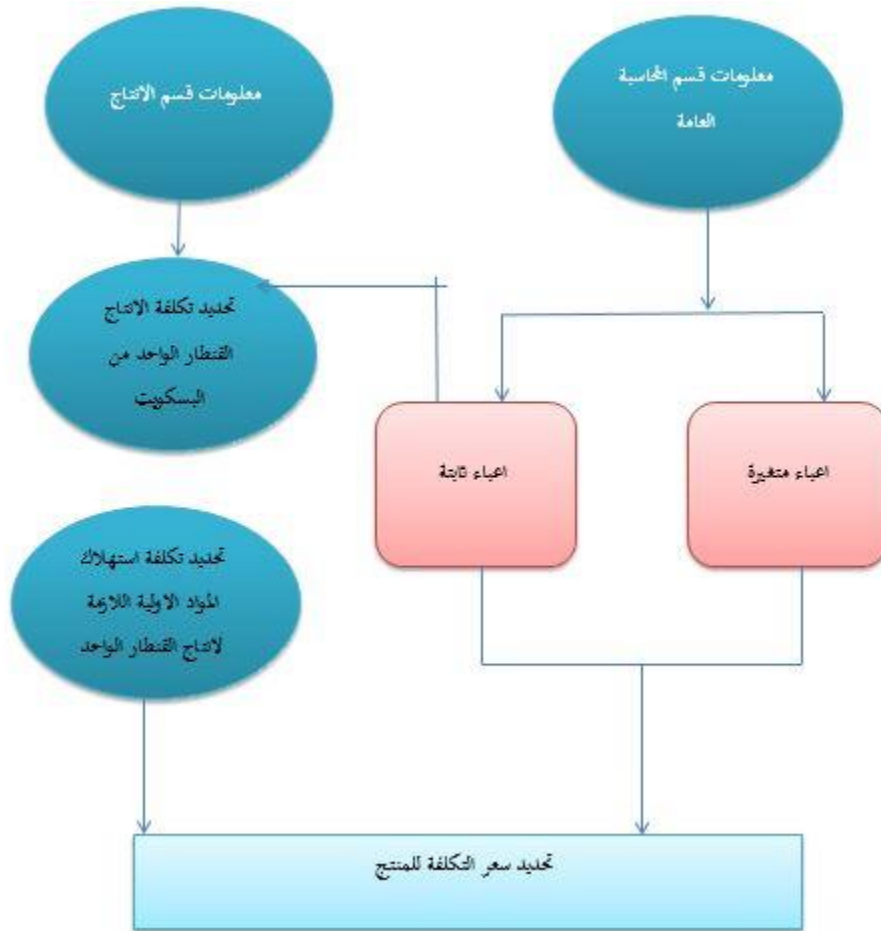 معلومات قسم المحاسبة
العامة
معلومات قسم الانتاج
تحديد تكلفة الانتاج
القنطار الواحد من
البسكويت
اعباء متغيرة
اعباء ثابتة
تحديد تكلفة استهلاك
المواد الاولية اللازمة
لانتاج القنطار الواحد
تحديد سعر التكلفة للمنتج